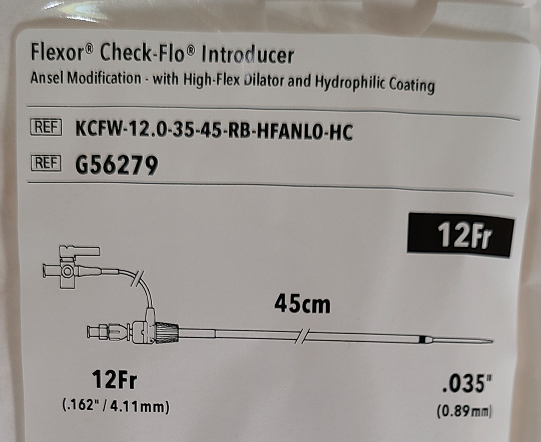 Flexor® Check-Flo® Introducer
Ansel Modification - with High-Flex Dilator and Hydrophilic Coating
REF KCFW-12.0-35-45-RB-HFANL0-HC
REF G56279
12Fr
45cm
12Fr
(.162" / 4.11mm)
.035"
(0.89mm)